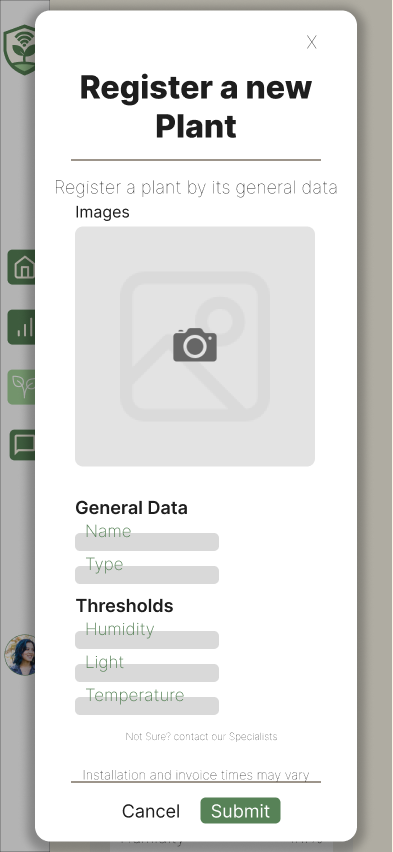 X
Register a new
Plant
Register a plant by its general data
Images
General Data
Name
Type
Thresholds
Humidity
Light
Temperature
Not Sure? contact our Specialists
Installation and invoice times may vary
Cancel
Submit